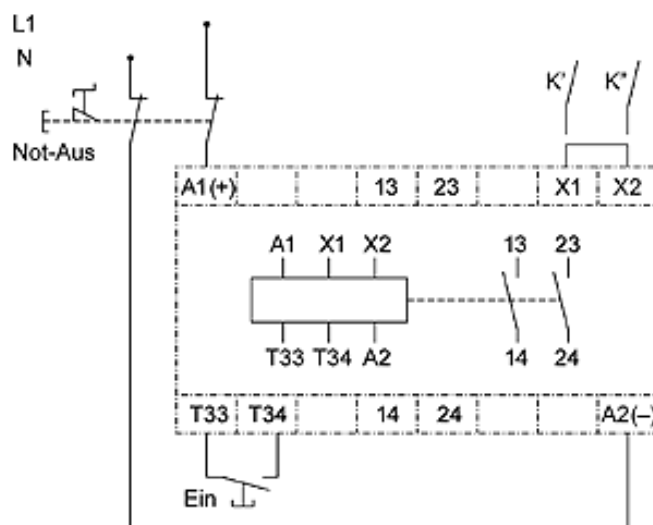 L1
N
K' K"
Not-Aus
A1(+) 13 23 X1 X2
A1 X1 X2 13 23
T33 T34 A2 14 24
T33 T34 14 24 A2(–)
Ein